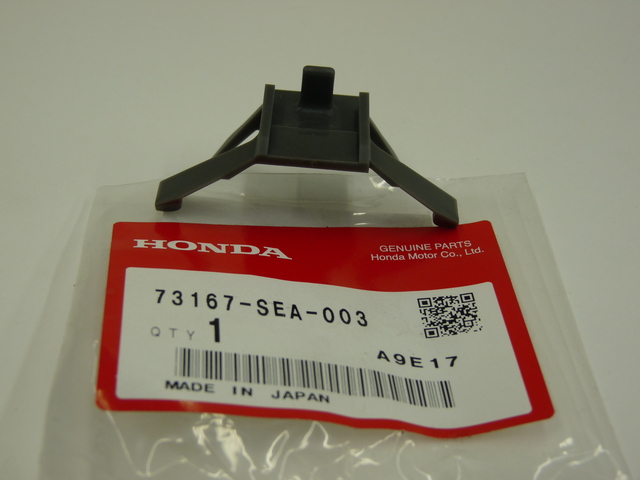 HONDA
GENUINE PARTS
Honda Motor Co., Ltd.
73167-SEA-003
QTY 1
A9E17
MADE IN JAPAN